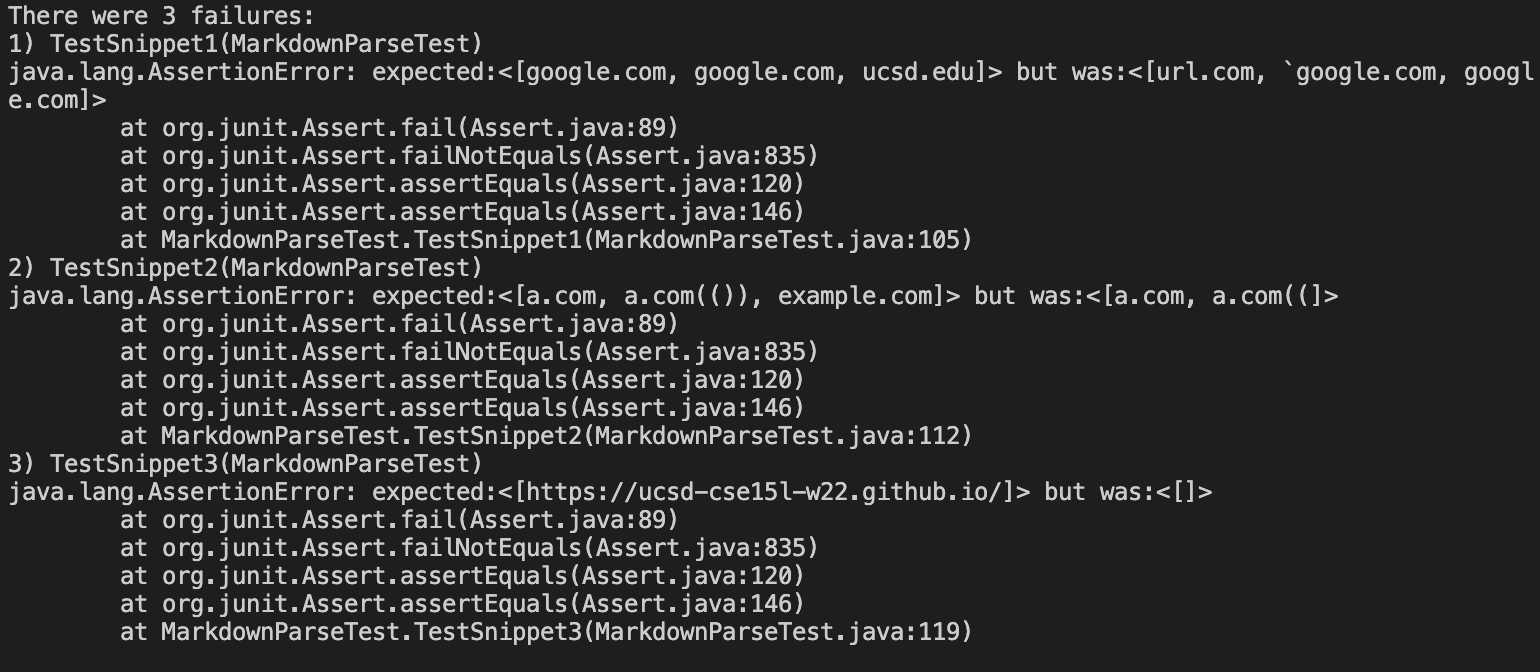 There were 3 failures:
1) TestSnippet1(MarkdownParseTest)
java.lang.AssertionError: expected:<[google.com, google.com, ucsd.edu]> but was:<[url.com, `google.com, googl
e.com]>
        at org.junit.Assert.fail(Assert.java:89)
        at org.junit.Assert.failNotEquals(Assert.java:835)
        at org.junit.Assert.assertEquals(Assert.java:120)
        at org.junit.Assert.assertEquals(Assert.java:146)
        at MarkdownParseTest.TestSnippet1(MarkdownParseTest.java:105)
2) TestSnippet2(MarkdownParseTest)
java.lang.AssertionError: expected:<[a.com, a.com(()), example.com]> but was:<[a.com, a.com((]>
        at org.junit.Assert.fail(Assert.java:89)
        at org.junit.Assert.failNotEquals(Assert.java:835)
        at org.junit.Assert.assertEquals(Assert.java:120)
        at org.junit.Assert.assertEquals(Assert.java:146)
        at MarkdownParseTest.TestSnippet2(MarkdownParseTest.java:112)
3) TestSnippet3(MarkdownParseTest)
java.lang.AssertionError: expected:<[https://ucsd-cse15l-w22.github.io/]> but was:<[]>
        at org.junit.Assert.fail(Assert.java:89)
        at org.junit.Assert.failNotEquals(Assert.java:835)
        at org.junit.Assert.assertEquals(Assert.java:120)
        at org.junit.Assert.assertEquals(Assert.java:146)
        at MarkdownParseTest.TestSnippet3(MarkdownParseTest.java:119)